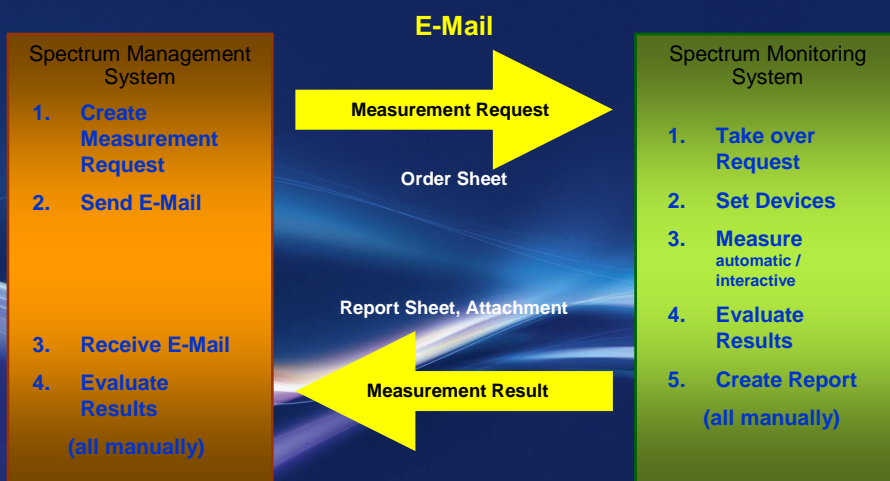 E-Mail
Spectrum Management
System
1. Create
Measurement
Request
2. Send E-Mail
3. Receive E-Mail
4. Evaluate
Results
(all manually)
Measurement Request
Order Sheet
Report Sheet, Attachment
Measurement Result
Spectrum Monitoring
System
1. Take over
Request
2. Set Devices
3. Measure
automatic /
interactive
4. Evaluate
Results
5. Create Report
(all manually)